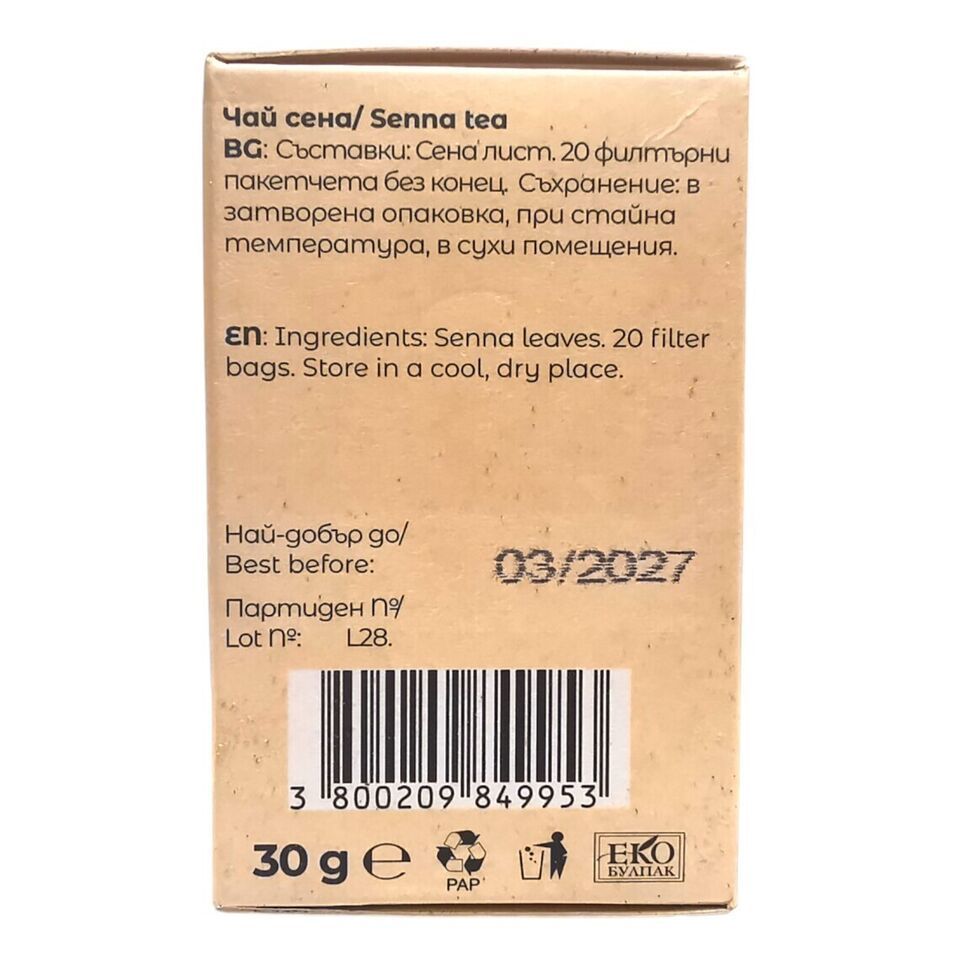 Чай сена/ Senna tea
BG: Съставки: Сена лист. 20 филтърни
пакетчета без конец. Съхранение: в
затворена опаковка, при стайна
температура, в сухи помещения.
EN: Ingredients: Senna leaves. 20 filter
bags. Store in a cool, dry place.
Най-добър до/
Best before: 03/2027
Партиден №/
Lot №: L28.
3 800209 849953
30 g ℮
PAP
ЕКО
БУЛПАК